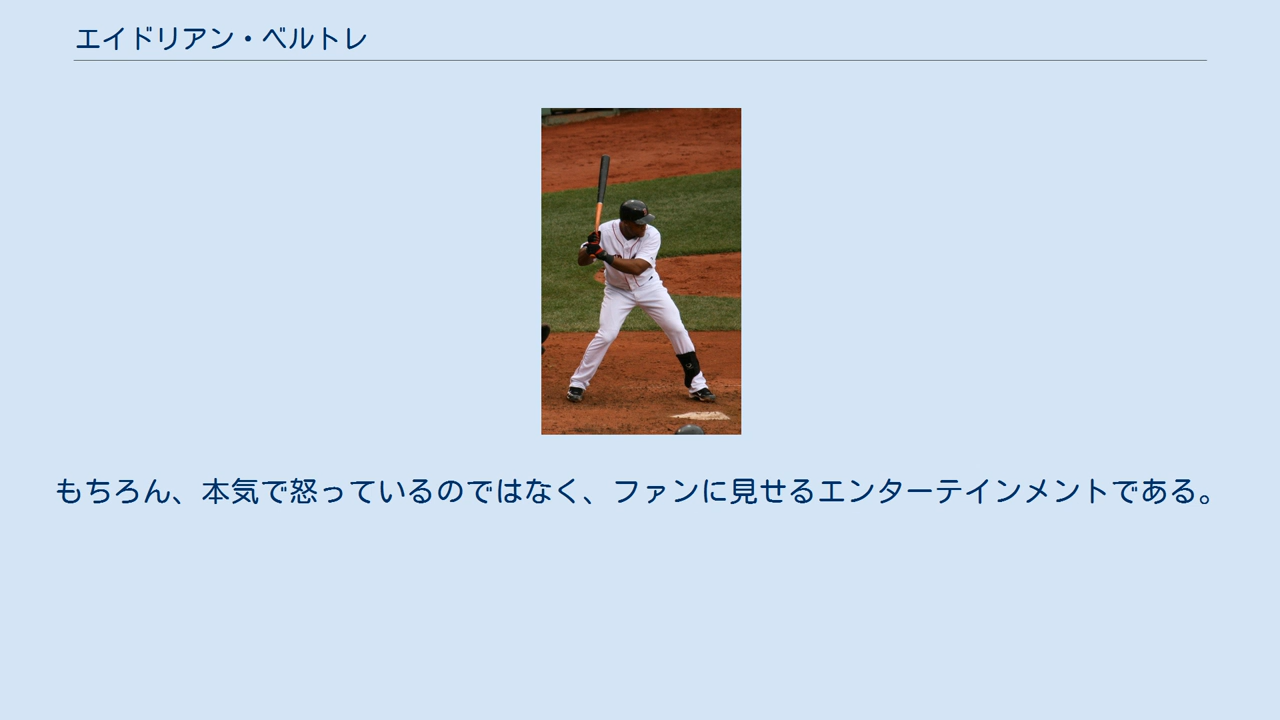 エイドリアン・ベルトレ
もちろん、本気で怒っているのではなく、ファンに見せるエンターテインメントである。